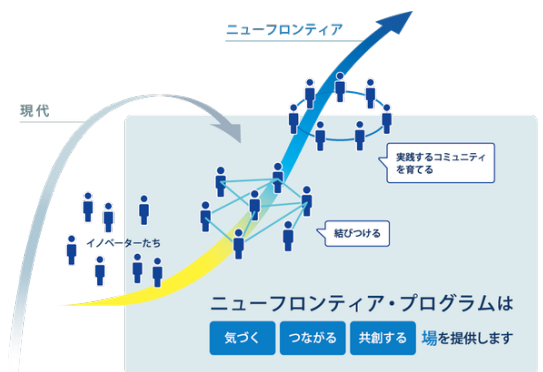 ニューフロンティア
現代
実践するコミュニティ
を育てる
イノベーターたち
結びつける
ニューフロンティア・プログラムは
気づく つながる 共創する 場を提供します